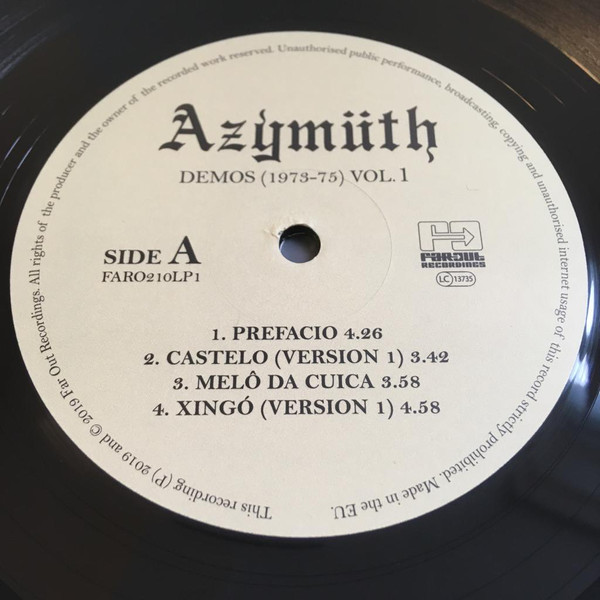 Azymüth
DEMOS (1973-75) VOL. 1
SIDE A
FARO210LP1
FAROUT
RECORDINGS
LC 13735
1. PREFACIO 4.26
2. CASTELO (VERSION 1) 3.42
3. MELÔ DA CUICA 3.58
4. XINGÓ (VERSION 1) 4.58
This recording (P) 2019 and © 2019 Far Out Recordings. All rights of the producer and the owner of the recorded work reserved. Unauthorised public performance, broadcasting, copying and unauthorised internet usage of this record strictly prohibited. Made in the EU.